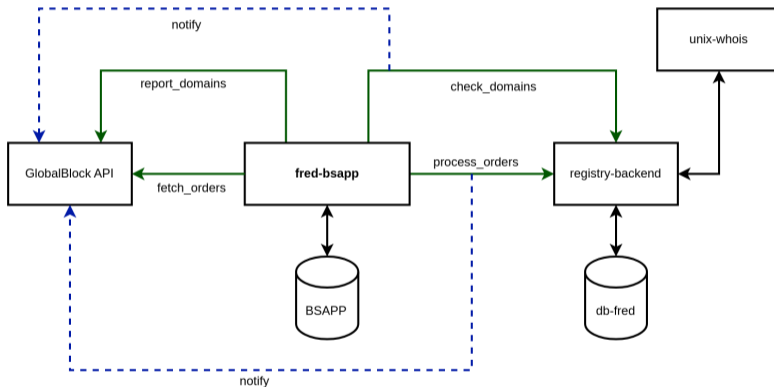 notify
unix-whois
report_domains
check_domains
GlobalBlock API
fetch_orders
fred-bsapp
process_orders
registry-backend
BSAPP
db-fred
notify